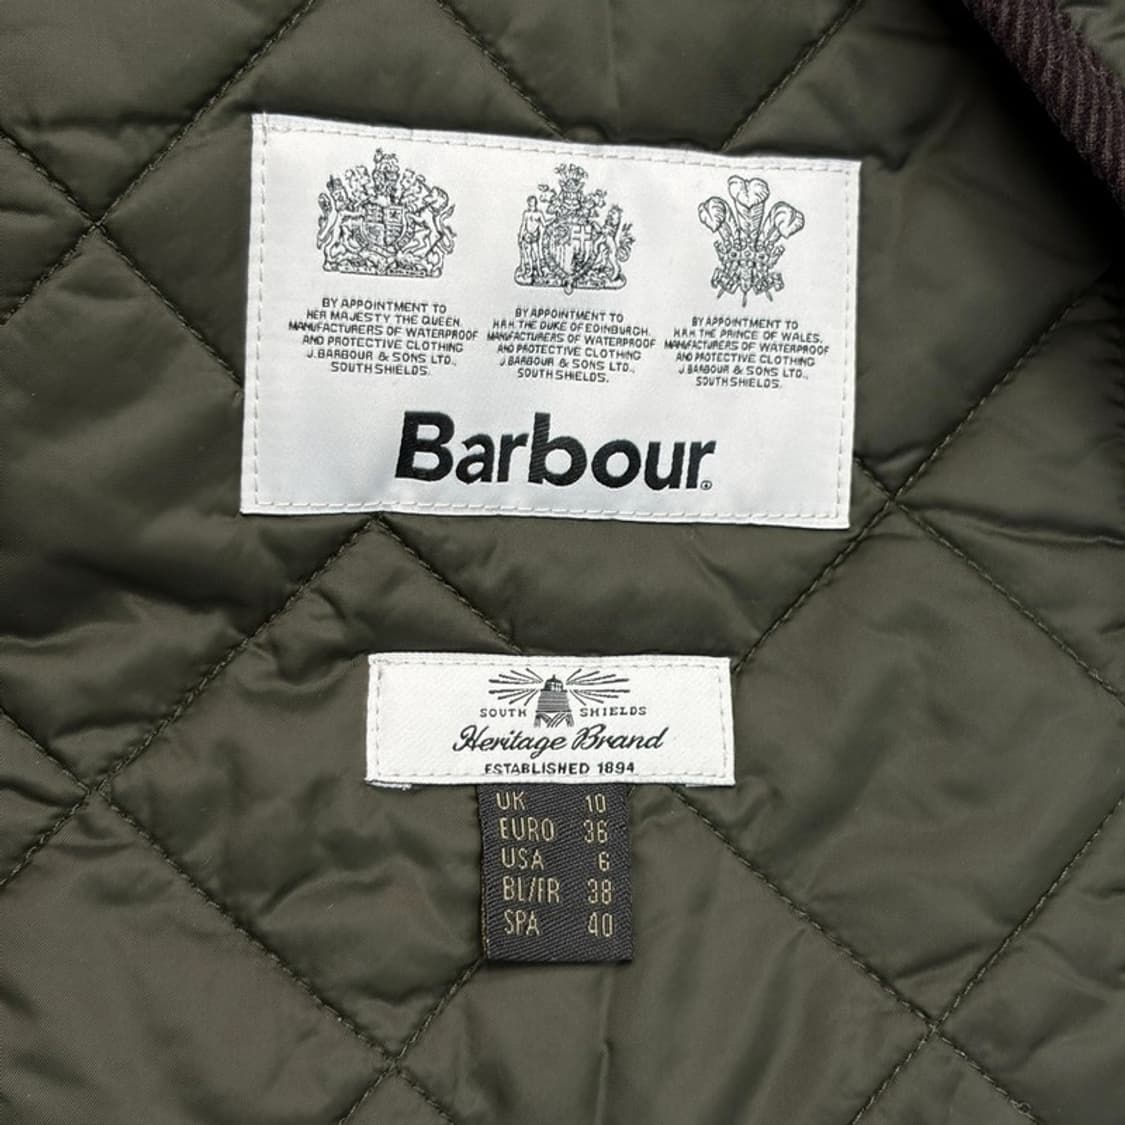 BY APPOINTMENT TO
HER MAJESTY THE QUEEN
MANUFACTURERS OF WATERPROOF
AND PROTECTIVE CLOTHING
J.BARBOUR & SONS LTD.,
SOUTH SHIELDS.
BY APPOINTMENT TO
H.R.H. THE DUKE OF EDINBURGH.
MANUFACTURERS OF WATERPROOF
AND PROTECTIVE CLOTHING
J.BARBOUR & SONS LTD.,
SOUTH SHIELDS.
BY APPOINTMENT TO
H.R.H. THE PRINCE OF WALES.
MANUFACTURERS OF WATERPROOF
AND PROTECTIVE CLOTHING
J.BARBOUR & SONS LTD.,
SOUTH SHIELDS.
Barbour®
SOUTH SHIELDS
Heritage Brand
ESTABLISHED 1894
UK 10
EURO 36
USA 6
BL/FR 38
SPA 40